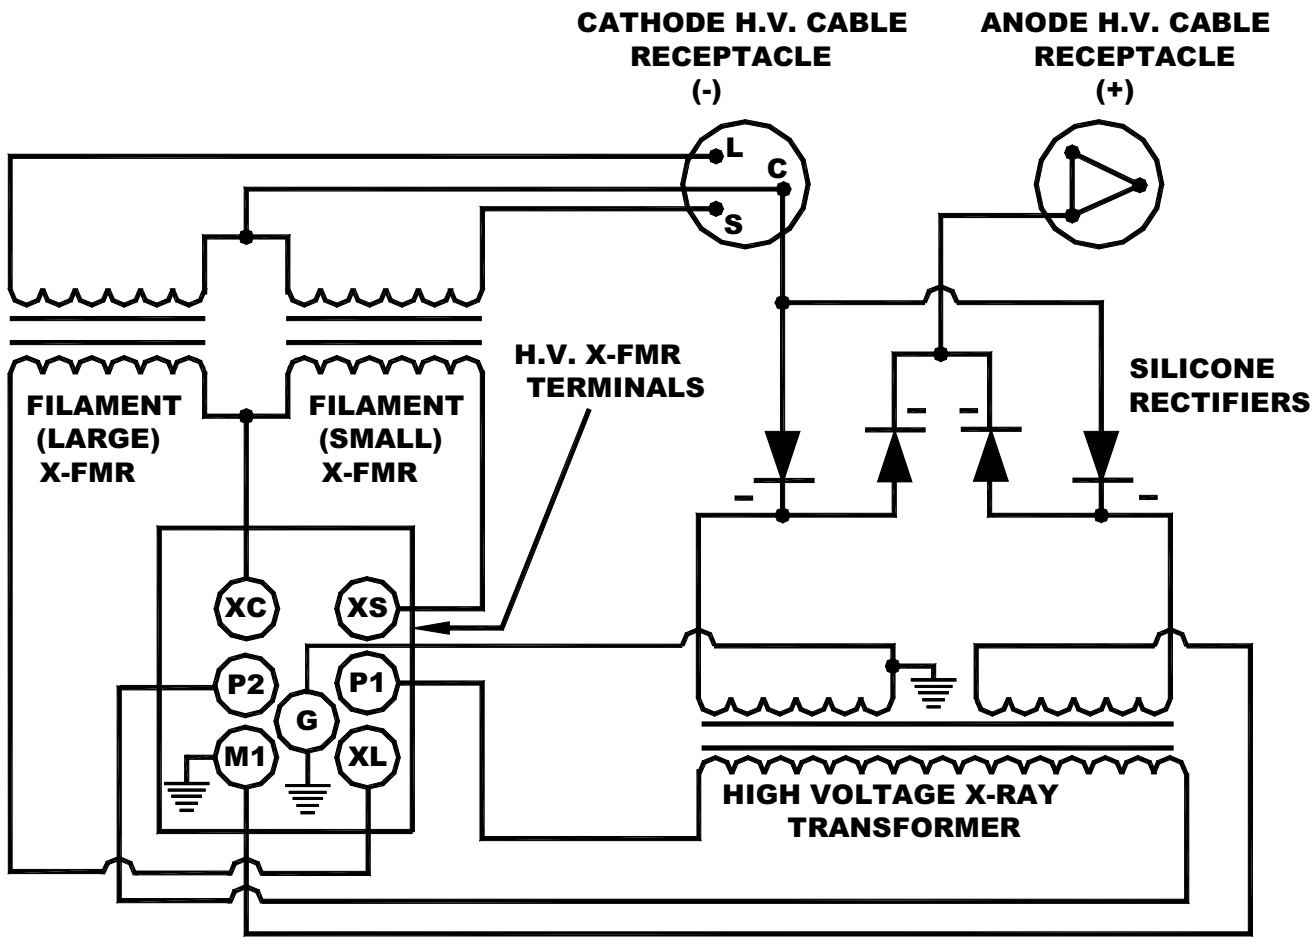 CATHODE H.V. CABLE
RECEPTACLE
(-)
ANODE H.V. CABLE
RECEPTACLE
(+)
L
C
S
H.V. X-FMR
TERMINALS
SILICONE
RECTIFIERS
FILAMENT
(LARGE)
X-FMR
FILAMENT
(SMALL)
X-FMR
-
-
-
-
XC
XS
P2
P1
G
M1
XL
HIGH VOLTAGE X-RAY
TRANSFORMER